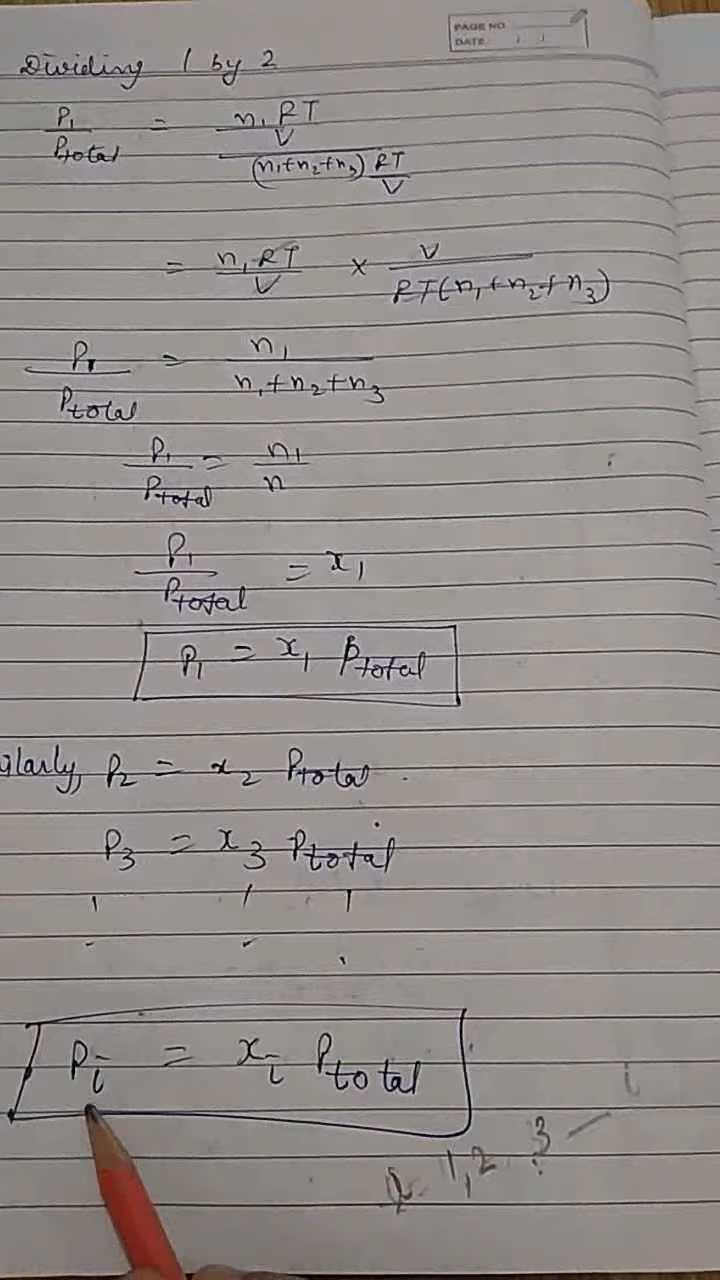 PAGE NO
DATE
Dividing 1 by 2
P₁/Ptotal = (n₁RT/V)/((n₁+n₂+n₃)RT/V)
= n₁RT/V × V/(RT(n₁+n₂+n₃))
P₁/Ptotal = n₁/(n₁+n₂+n₃)
P₁/Ptotal = n₁/n
P₁/Ptotal = x₁
P₁ = x₁ Ptotal
ilarly, P₂ = x₂ Ptotal.
P₃ = x₃ Ptotal
Pᵢ = xᵢ Ptotal
1,2 3 — i